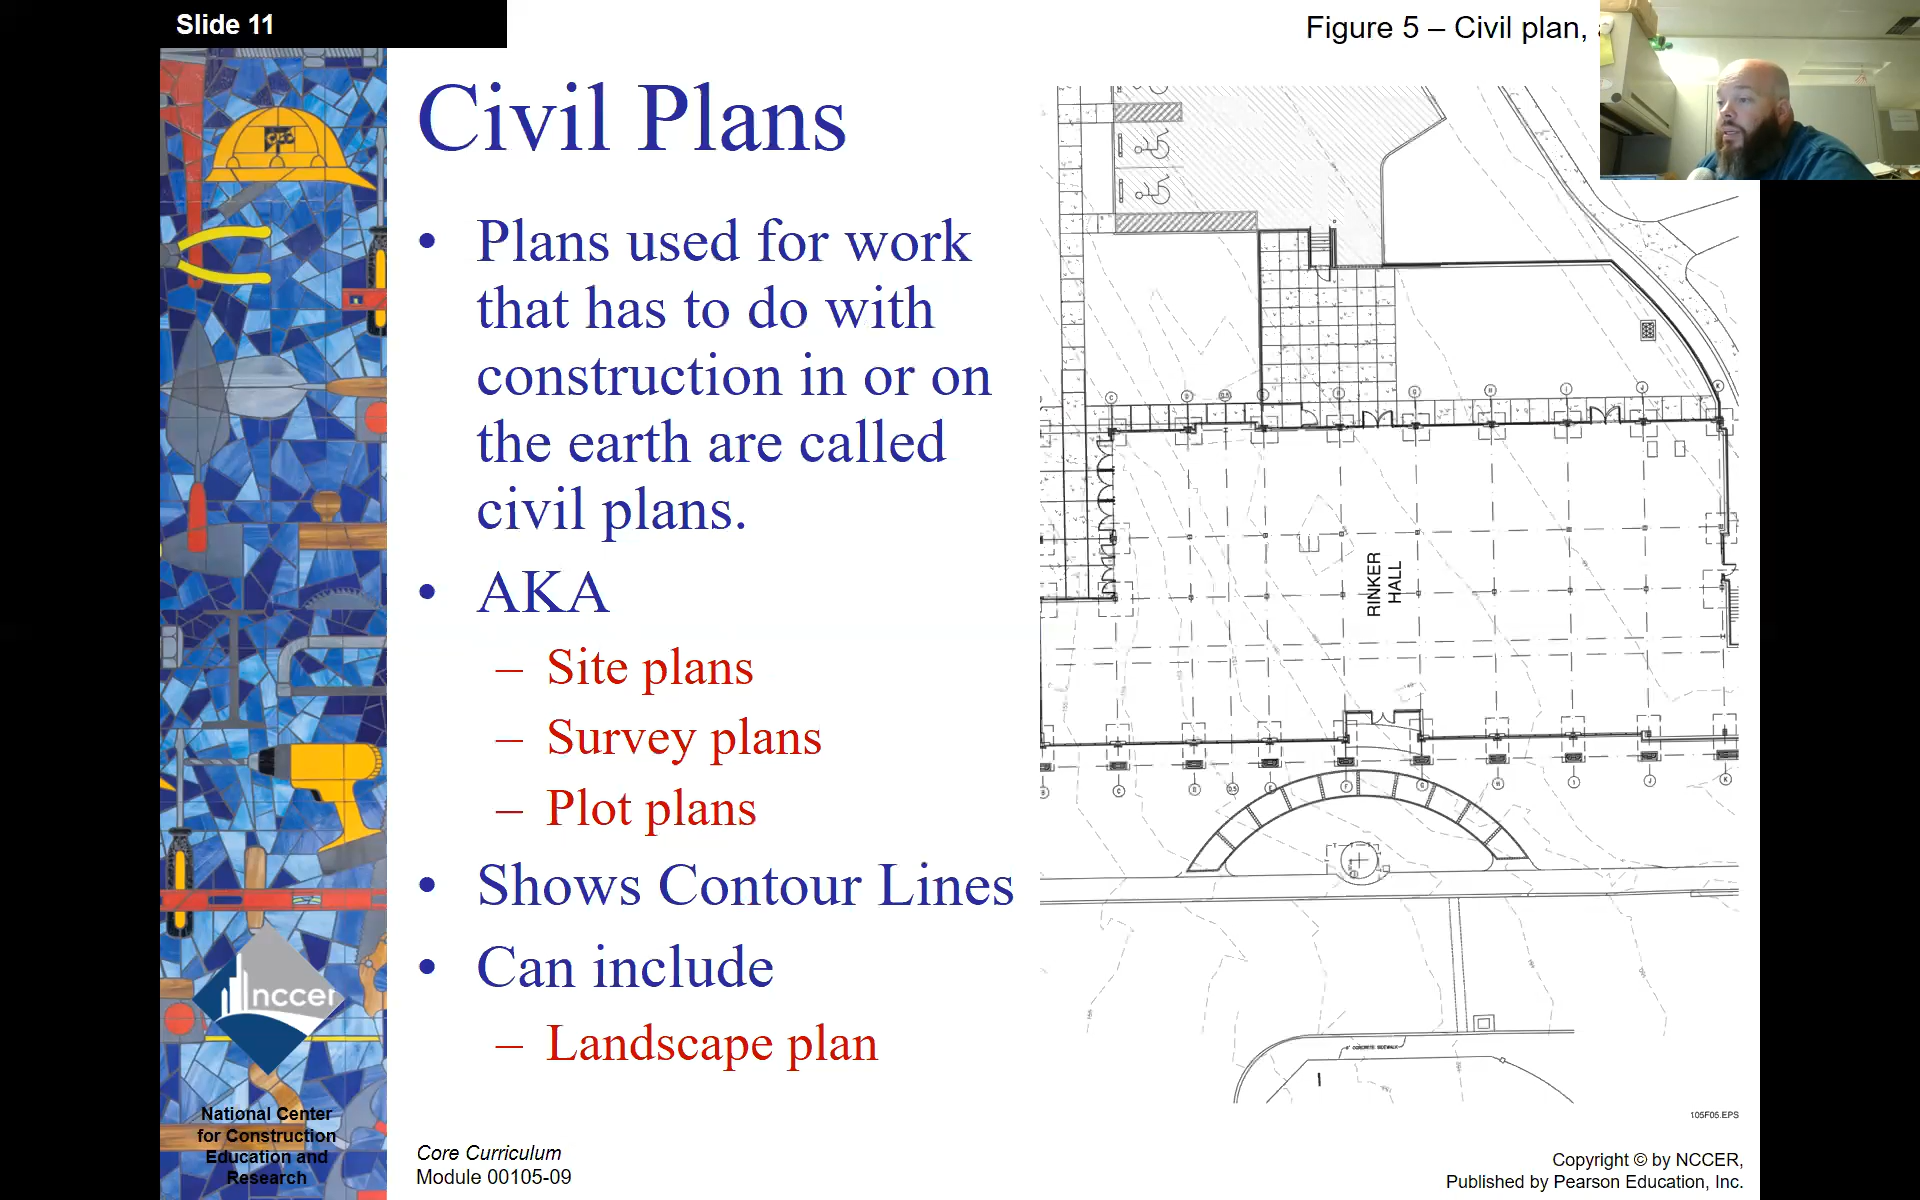 Slide 11
Figure 5 – Civil plan,
Civil Plans
• Plans used for work
that has to do with
construction in or on
the earth are called
civil plans.
• AKA
– Site plans
– Survey plans
– Plot plans
• Shows Contour Lines
• Can include
– Landscape plan
RINKER
HALL
CONCRETE SIDEWALK
105F05.EPS
nccer
National Center
for Construction
Education and
Research
Core Curriculum
Module 00105-09
Copyright © by NCCER,
Published by Pearson Education, Inc.